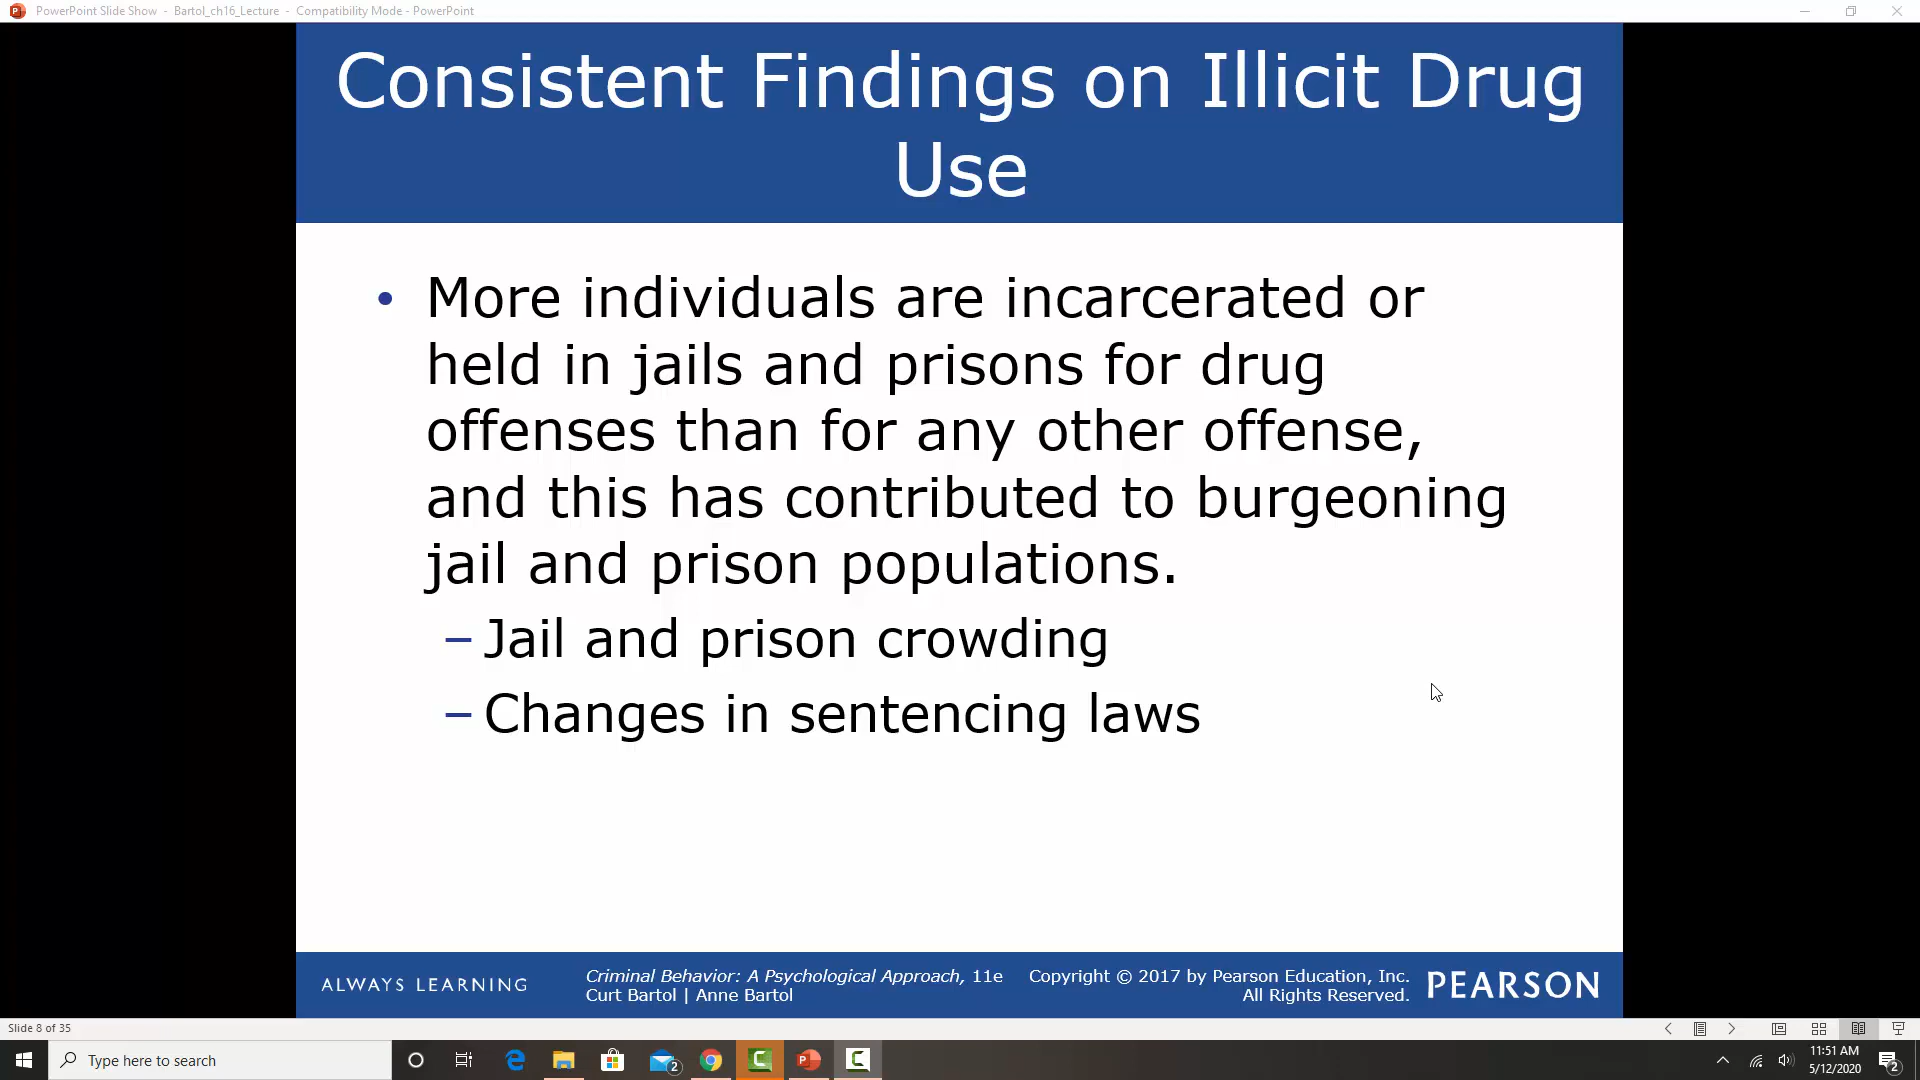 PowerPoint Slide Show - Bartol_ch16_Lecture - Compatibility Mode - PowerPoint
Consistent Findings on Illicit Drug
Use
• More individuals are incarcerated or
held in jails and prisons for drug
offenses than for any other offense,
and this has contributed to burgeoning
jail and prison populations.
– Jail and prison crowding
– Changes in sentencing laws
ALWAYS LEARNING
Criminal Behavior: A Psychological Approach, 11e
Curt Bartol | Anne Bartol
Copyright © 2017 by Pearson Education, Inc.
All Rights Reserved.
PEARSON
Slide 8 of 35
Type here to search
2
11:51 AM
5/12/2020
2